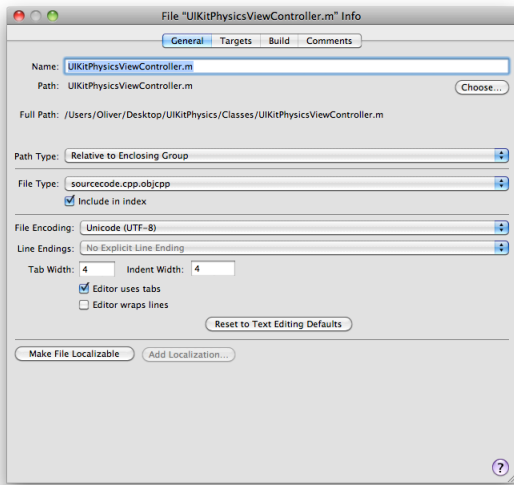 File "UIKitPhysicsViewController.m" Info
General Targets Build Comments
Name: UIKitPhysicsViewController.m
Path: UIKitPhysicsViewController.m Choose...
Full Path: /Users/Oliver/Desktop/UIKitPhysics/Classes/UIKitPhysicsViewController.m
Path Type: Relative to Enclosing Group
File Type: sourcecode.cpp.objcpp
Include in index
File Encoding: Unicode (UTF-8)
Line Endings: No Explicit Line Ending
Tab Width: 4 Indent Width: 4
Editor uses tabs
Editor wraps lines
Reset to Text Editing Defaults
Make File Localizable Add Localization...
?